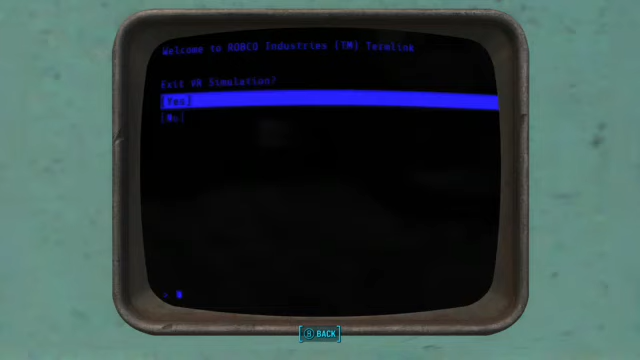 Welcome to ROBCO Industries (TM) Termlink
Exit VR Simulation?
[Yes]
[No]
>
Ⓑ BACK